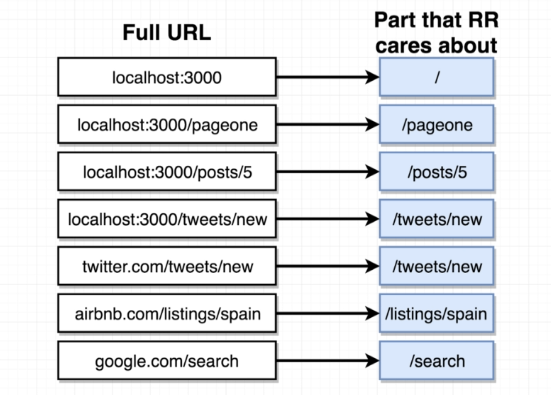 Full URL
Part that RR
cares about
localhost:3000
/
localhost:3000/pageone
/pageone
localhost:3000/posts/5
/posts/5
localhost:3000/tweets/new
/tweets/new
twitter.com/tweets/new
/tweets/new
airbnb.com/listings/spain
/listings/spain
google.com/search
/search